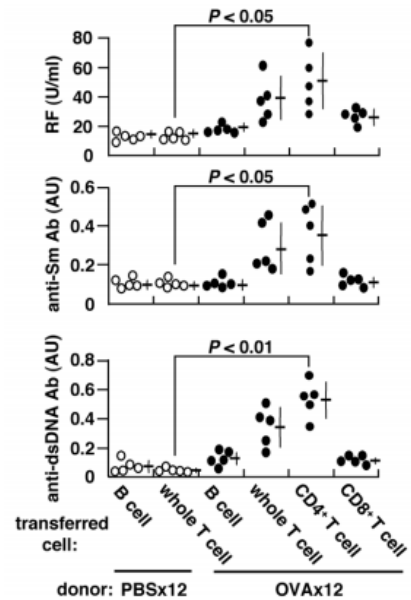 P < 0.05
RF (U/ml)
80
60
40
20
0
P < 0.05
anti-Sm Ab (AU)
0.6
0.4
0.2
0
P < 0.01
anti-dsDNA Ab (AU)
0.8
0.6
0.4
0.2
0
transferred
cell:
B cell
whole T cell
B cell
whole T cell
CD4⁺ T cell
CD8⁺ T cell
donor: PBSx12 OVAx12